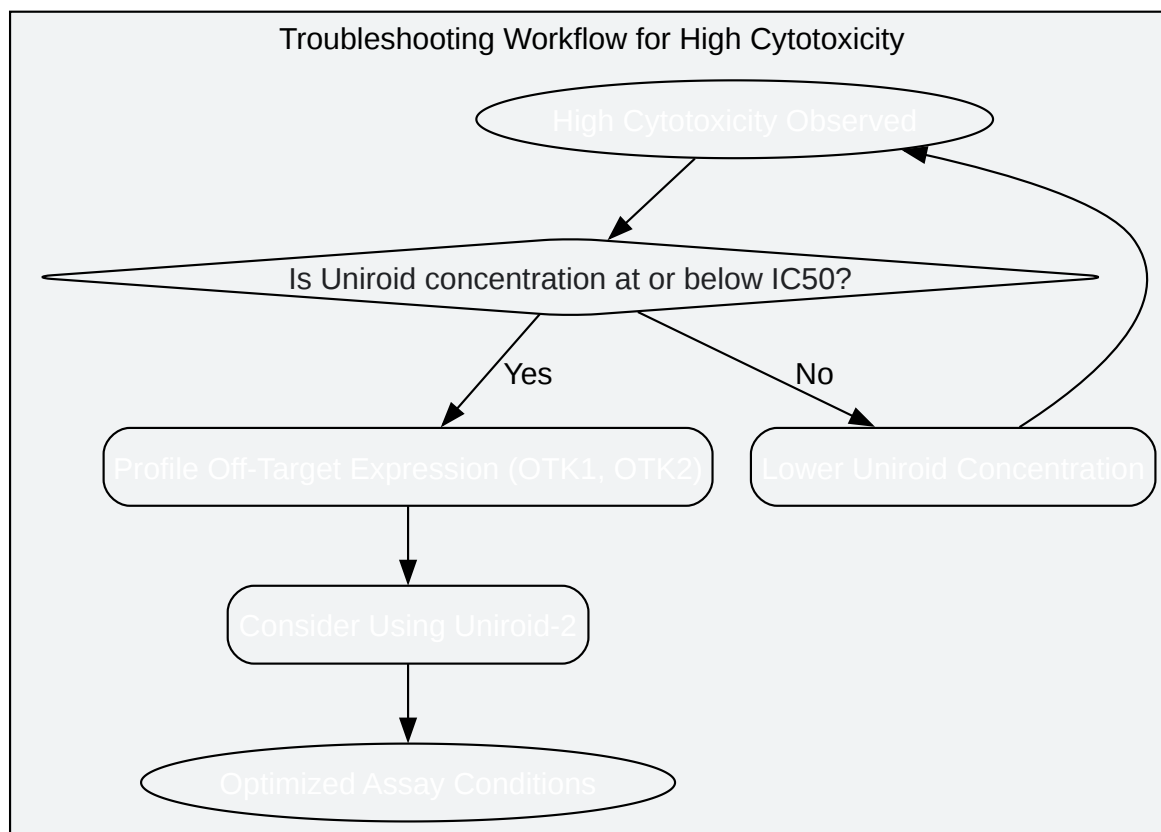 Troubleshooting Workflow for High Cytotoxicity
High Cytotoxicity Observed
Is Uniroid concentration at or below IC50?
Yes
No
Profile Off-Target Expression (OTK1, OTK2)
Lower Uniroid Concentration
Consider Using Uniroid-2
Optimized Assay Conditions